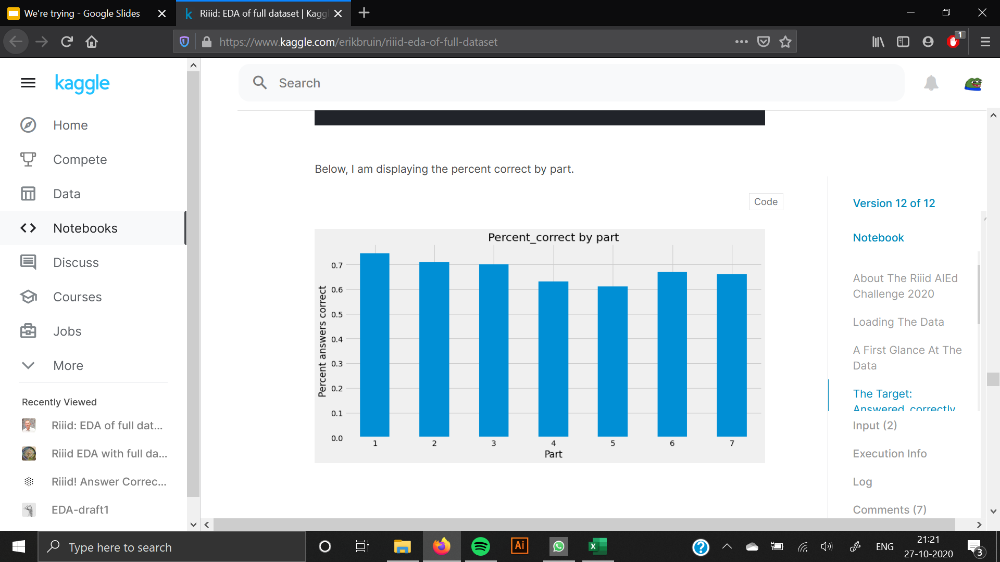 We're trying - Google Slides
Riiid: EDA of full dataset | Kagg
1
https://www.kaggle.com/erikbruin/riiid-eda-of-full-dataset
kaggle
Search
Home
Compete
Data
Notebooks
Discuss
Courses
Jobs
More
Recently Viewed
Riiid: EDA of full dat...
Riiid EDA with full da...
Riiid! Answer Correc...
EDA-draft1
Below, I am displaying the percent correct by part.
Code
Percent_correct by part
Percent answers correct
0.7
0.6
0.5
0.4
0.3
0.2
0.1
0.0
1 2 3 4 5 6 7
Part
Version 12 of 12
Notebook
About The Riiid AIEd
Challenge 2020
Loading The Data
A First Glance At The
Data
The Target:
Answered_correctly
Input (2)
Execution Info
Log
Comments (7)
Type here to search
Ai
ENG
21:21
27-10-2020
3